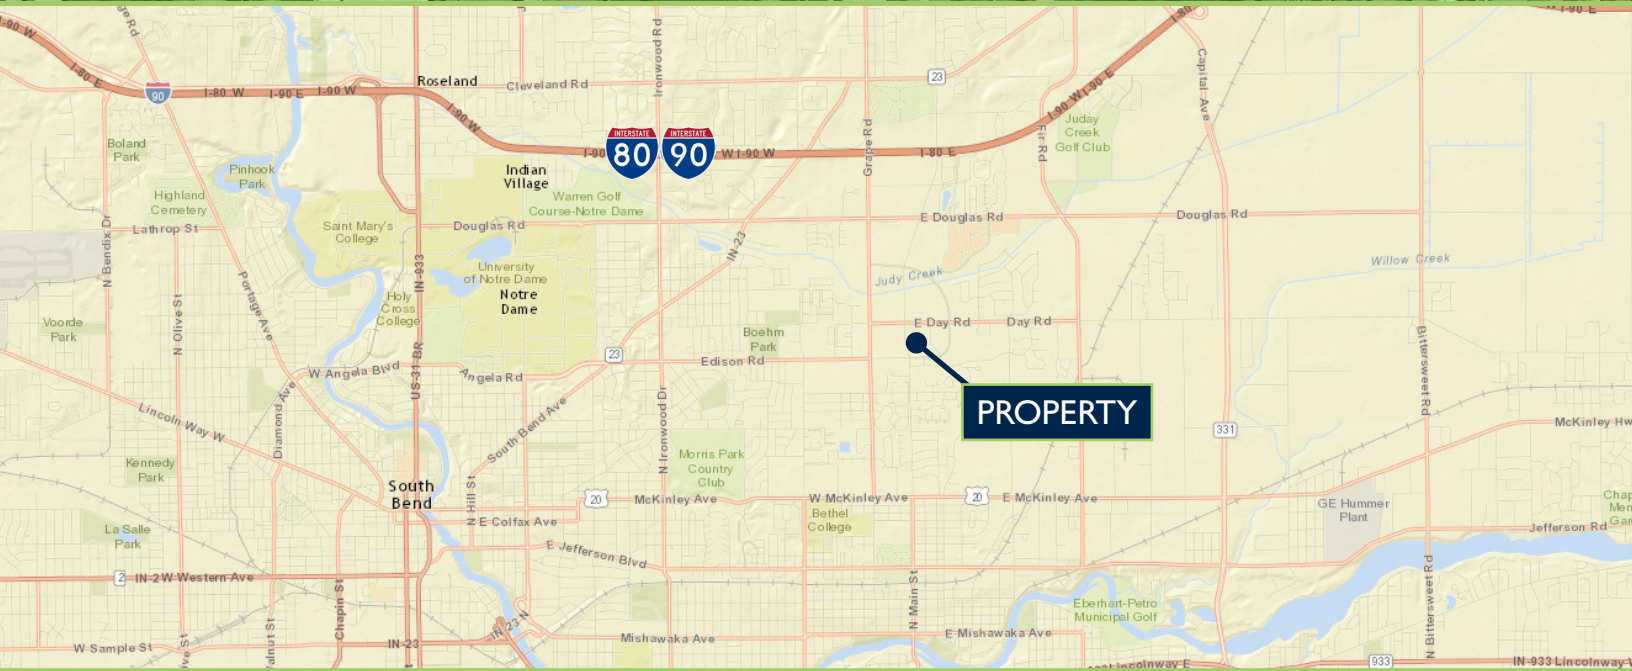 I-90 W
I-80 E
90
I-80 W
I-90 E
I-90 W
Roseland
Cleveland Rd
Ironwood Rd
23
I-80
I-90 E
Capital Ave
I-90 W
I-90 W
I-90 E
I-90
INTERSTATE
80
INTERSTATE
90
W I-90 W
I-80 E
Grape Rd
Fir Rd
Juday
Creek
Golf Club
Boland
Park
Pinhook
Park
Highland
Cemetery
Lathrop St
N Bendix Dr
Indian
Village
Warren Golf
Course-Notre Dame
Saint Mary's
College
Douglas Rd
E Douglas Rd
Douglas Rd
IN-23
University
of Notre Dame
Notre
Dame
Holy
Cross
College
IN-933
Judy Creek
Willow Creek
Voorde
Park
N Olive St
Portage Ave
US-31-BR
W Angela Blvd
Angela Rd
23
Boehm
Park
Edison Rd
E Day Rd
Day Rd
PROPERTY
Bittersweet Rd
331
McKinley Hw
Lincoln Way W
Diamond Ave
South Bend Ave
N Ironwood Dr
Morris Park
Country
Club
Kennedy
Park
South
Bend
N Hill St
20
McKinley Ave
W McKinley Ave
20
E McKinley Ave
Bethel
College
GE Hummer
Plant
Chap
Men
Gar
La Salle
Park
E Colfax Ave
E Jefferson Blvd
Jefferson Rd
2
IN-2
W Western Ave
Chapin St
N Main St
N Bittersweet Rd
Eberhart-Petro
Municipal Golf
W Sample St
IN-23
IN-23 N
Mishawaka Ave
E Mishawaka Ave
933
IN-933 Lincolnway